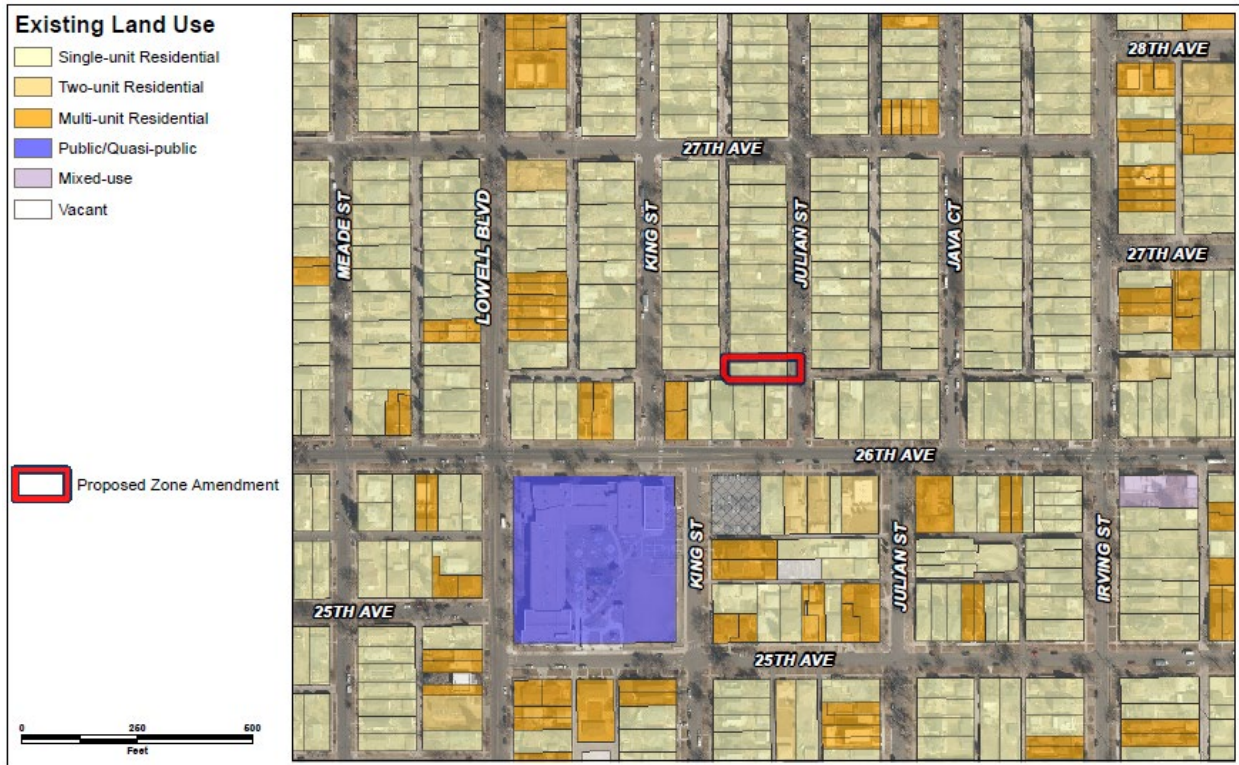 Existing Land Use
Single-unit Residential
Two-unit Residential
Multi-unit Residential
Public/Quasi-public
Mixed-use
Vacant
Proposed Zone Amendment
0 250 600
Feet
28TH AVE
27TH AVE
MEADE ST
LOWELL BLVD
KING ST
JULIAN ST
JAVA CT
27TH AVE
26TH AVE
KING ST
JULIAN ST
IRVING ST
25TH AVE
25TH AVE